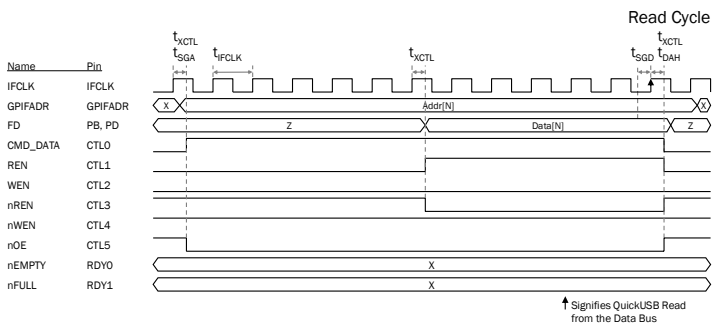 Read Cycle
tXCTL tXCTL
tSGA tIFCLK tXCTL tSGD tDAH
Name Pin
IFCLK IFCLK
GPIFADR GPIFADR X Addr[N] X
FD PB, PD Z Data[N] Z
CMD_DATA CTL0
REN CTL1
WEN CTL2
nREN CTL3
nWEN CTL4
nOE CTL5
nEMPTY RDY0 X
nFULL RDY1 X
Signifies QuickUSB Read
from the Data Bus